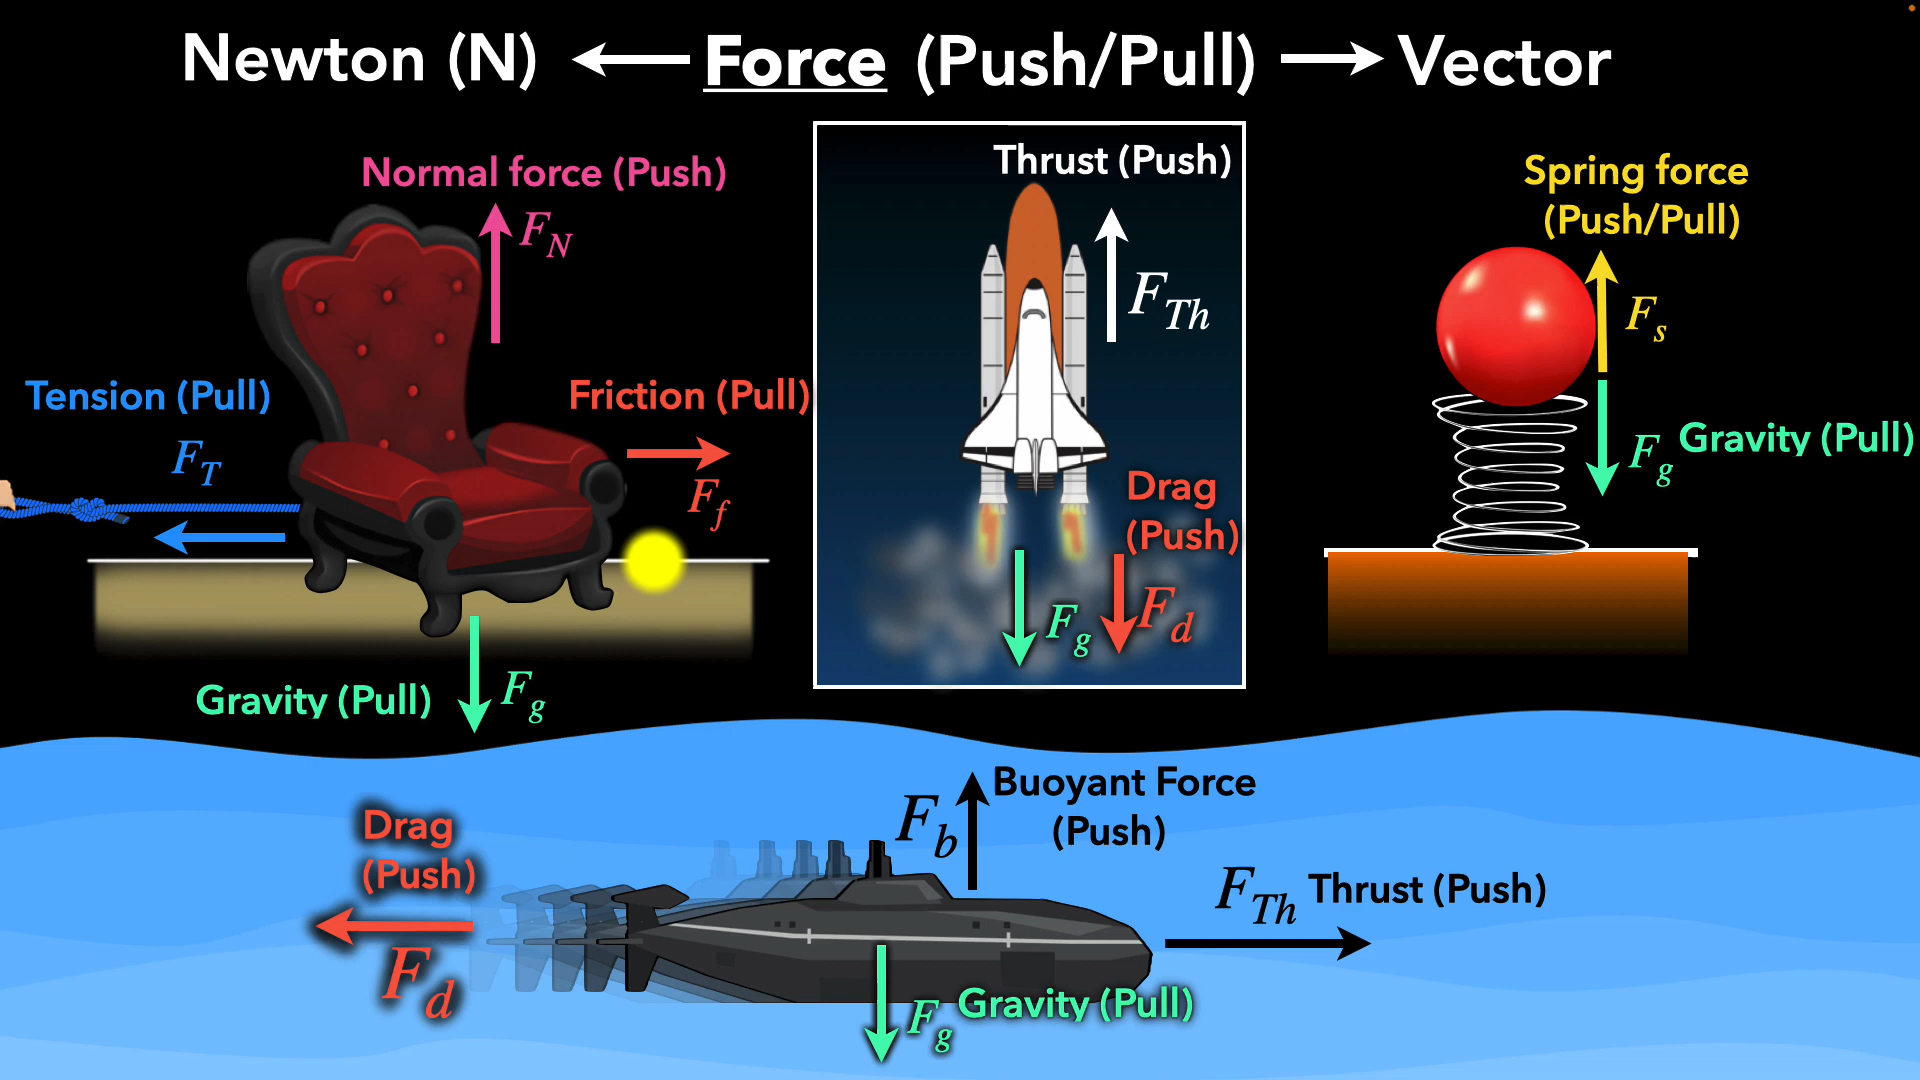 Newton (N) ← Force (Push/Pull) → Vector
Normal force (Push)
F_N
Tension (Pull)
F_T
Friction (Pull)
F_f
Gravity (Pull)
F_g
Thrust (Push)
F_Th
Drag
(Push)
F_g
F_d
Spring force
(Push/Pull)
F_s
F_g
Gravity (Pull)
Drag
(Push)
F_d
F_b
Buoyant Force
(Push)
F_Th
Thrust (Push)
F_g
Gravity (Pull)